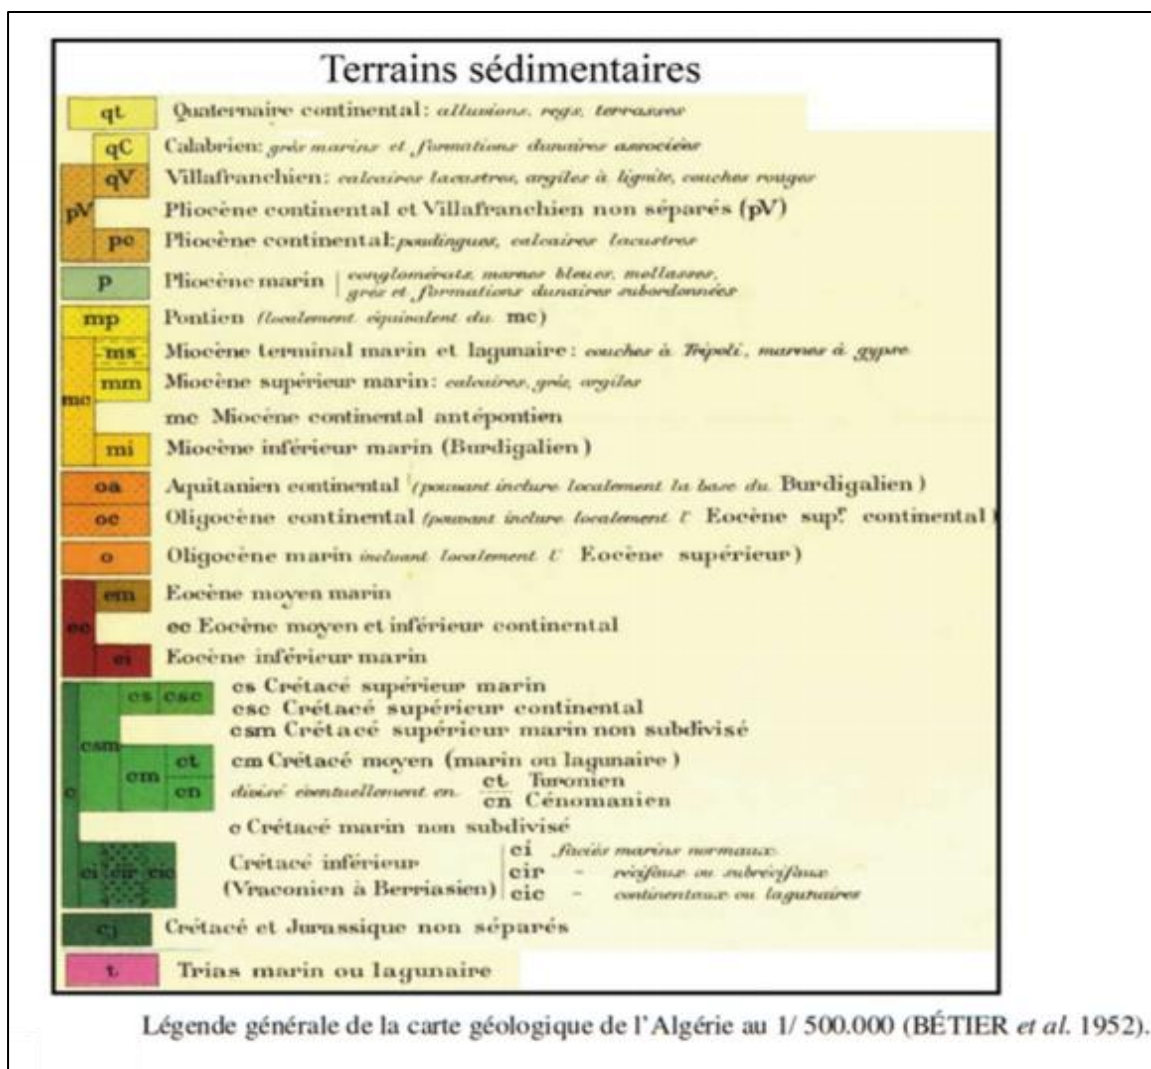 Terrains sédimentaires
qt Quaternaire continental: alluvions, regs, terrasses
qC Calabrien: grès marins et formations dunaires associées
qV Villafranchien: calcaires lacustres, argiles à lignite, couches rouges
pV Pliocène continental et Villafranchien non séparés (pV)
pc Pliocène continental: poudingues, calcaires lacustres
p Pliocène marin | conglomérats, marnes bleues, mollasses,
grès et formations dunaires subordonnées
mp Pontien (localement équivalent du mc)
ms Miocène terminal marin et lagunaire: couches à Tripoli, marnes à gypse
mm Miocène supérieur marin: calcaires, grès, argiles
mc mc Miocène continental antépontien
mi Miocène inférieur marin (Burdigalien)
oa Aquitanien continental (pouvant inclure localement la base du Burdigalien)
oc Oligocène continental (pouvant inclure localement l' Eocène supr. continental)
o Oligocène marin incluant localement l' Eocène supérieur)
em Eocène moyen marin
ec ec Eocène moyen et inférieur continental
ei Eocène inférieur marin
cs csc cs Crétacé supérieur marin
csc Crétacé supérieur continental
csm csm Crétacé supérieur marin non subdivisé
cm ct cm Crétacé moyen (marin ou lagunaire)
cn divisé éventuellement en ct Turonien
cn Cénomanien
c c Crétacé marin non subdivisé
ci cir cic Crétacé inférieur
(Vraconien à Berriasien)
ci faciès marins normaux
cir - récifaux ou subrécifaux
cic - continentaux ou lagunaires
cj Crétacé et Jurassique non séparés
t Trias marin ou lagunaire
Légende générale de la carte géologique de l'Algérie au 1/ 500.000 (BÉTIER et al. 1952).